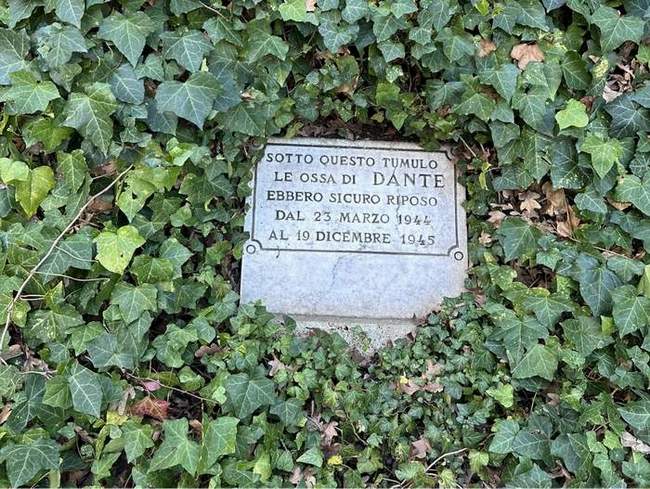 SOTTO QUESTO TUMULO
LE OSSA DI DANTE
EBBERO SICURO RIPOSO
DAL 23 MARZO 1944
AL 19 DICEMBRE 1945